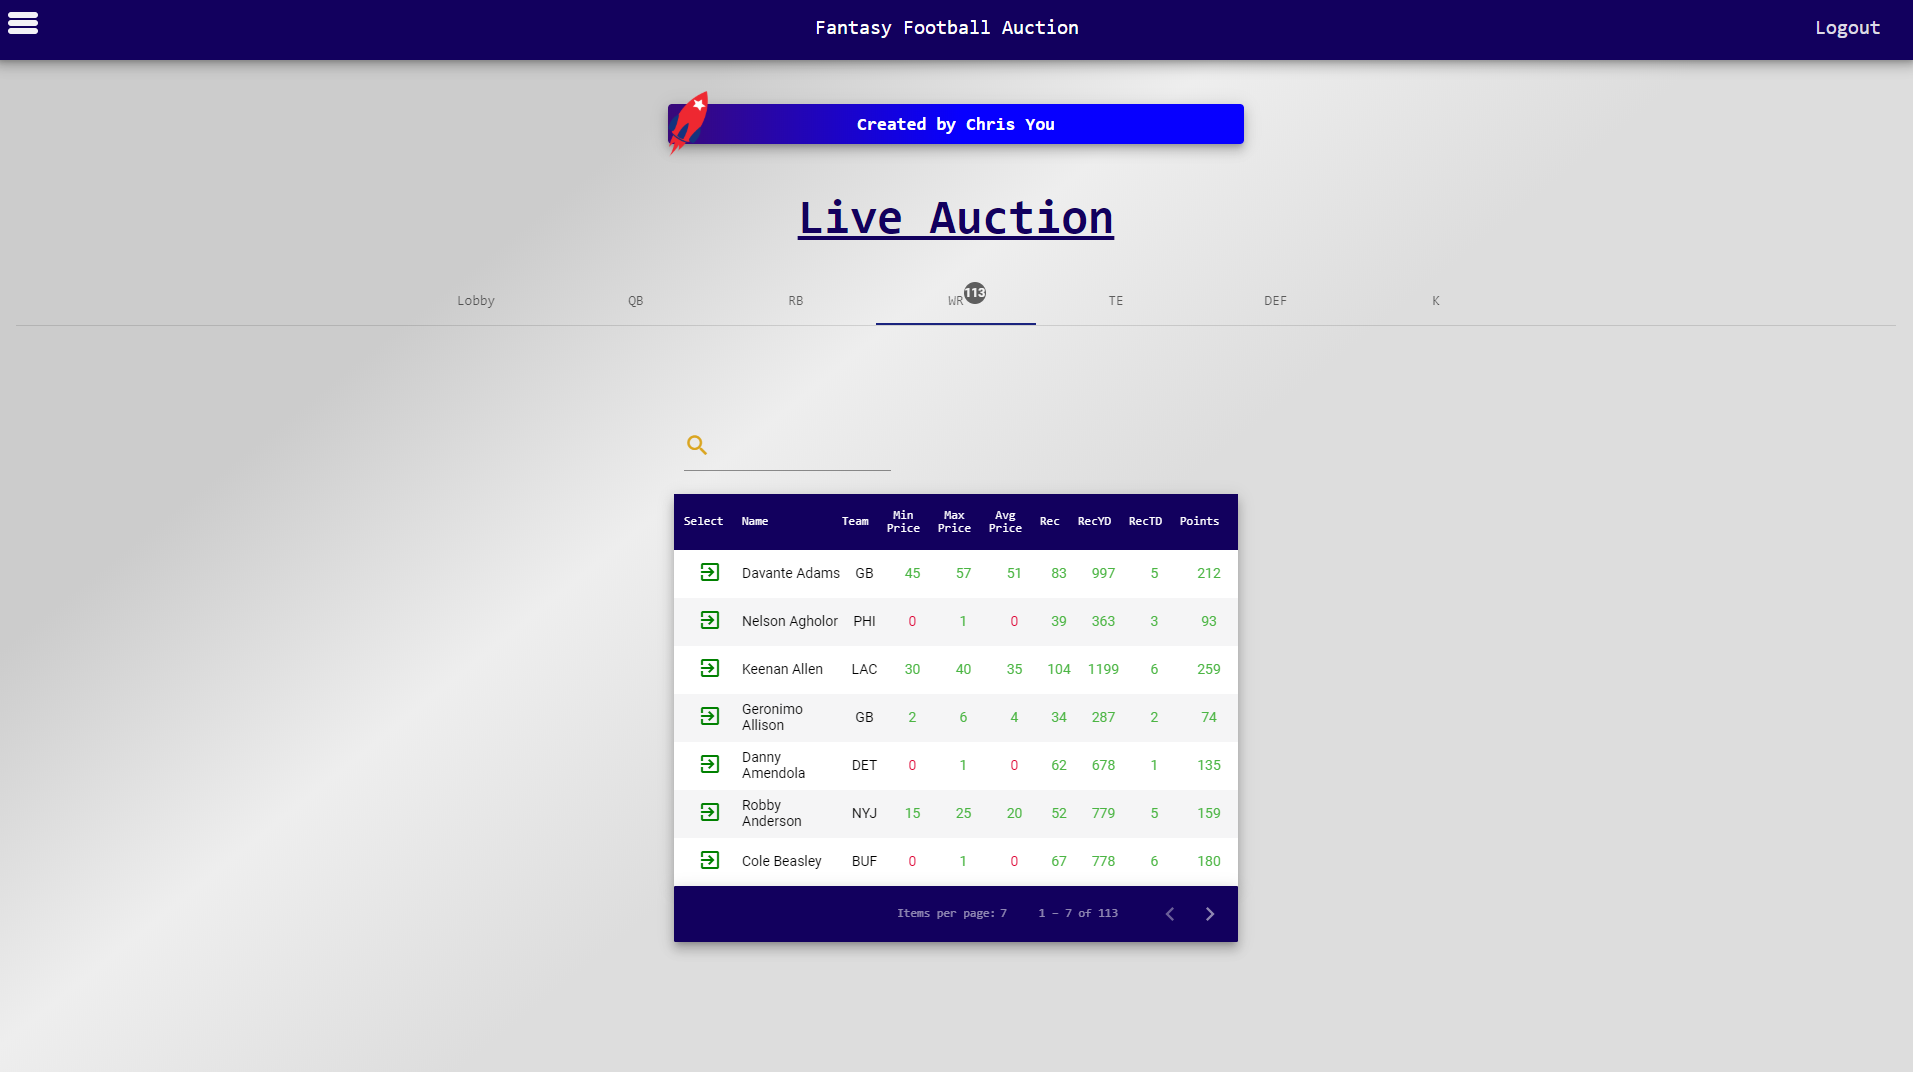 Fantasy Football Auction Logout
Created by Chris You
Live Auction
Lobby QB RB WR 113 TE DEF K
Select Name Team Min Price Max Price Avg Price Rec RecYD RecTD Points
Davante Adams GB 45 57 51 83 997 5 212
Nelson Agholor PHI 0 1 0 39 363 3 93
Keenan Allen LAC 30 40 35 104 1199 6 259
Geronimo Allison GB 2 6 4 34 287 2 74
Danny Amendola DET 0 1 0 62 678 1 135
Robby Anderson NYJ 15 25 20 52 779 5 159
Cole Beasley BUF 0 1 0 67 778 6 180
Items per page: 7 1 – 7 of 113